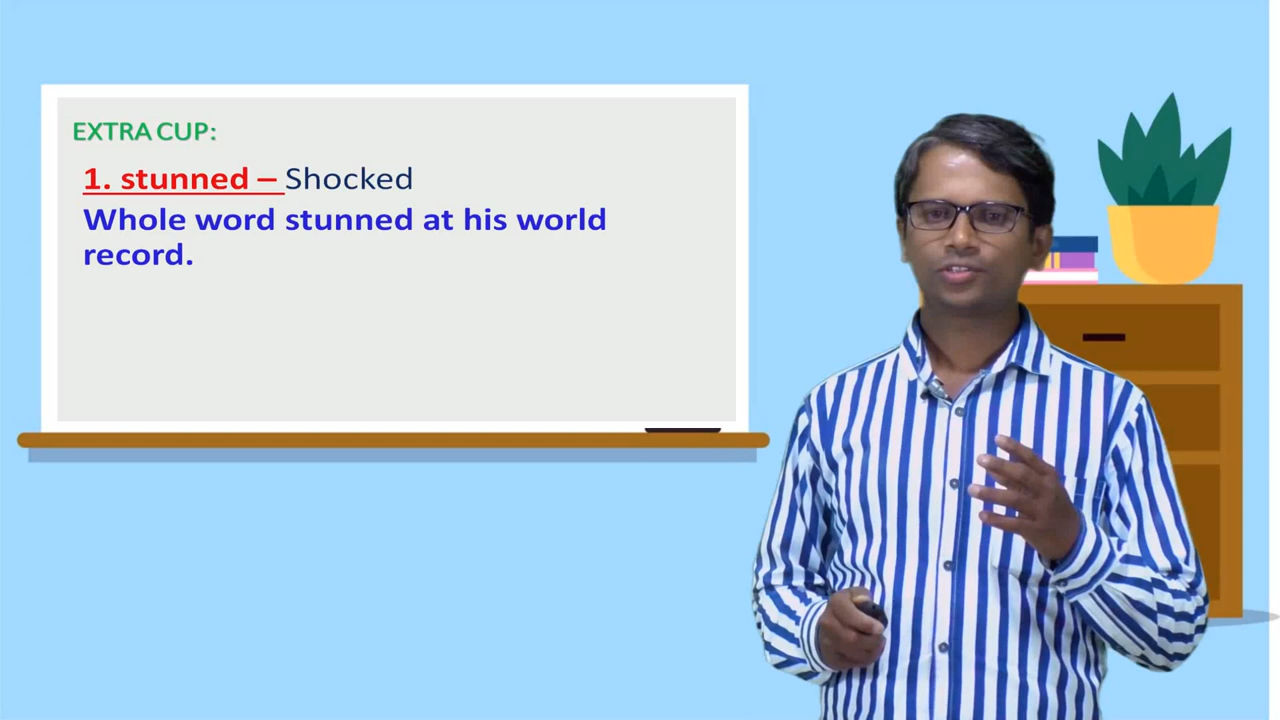 EXTRA CUP:
1. stunned – Shocked
Whole word stunned at his world
record.